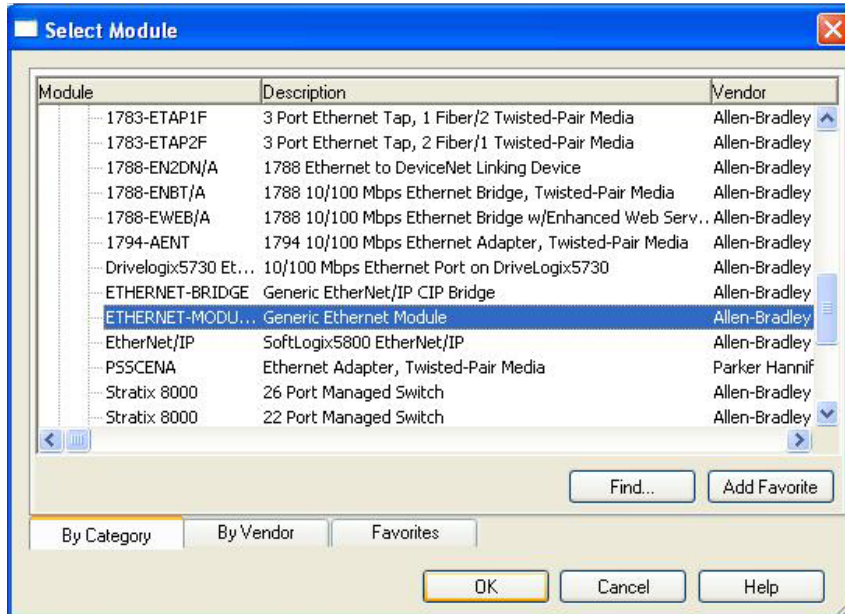 Select Module
Module Description Vendor
1783-ETAP1F 3 Port Ethernet Tap, 1 Fiber/2 Twisted-Pair Media Allen-Bradley
1783-ETAP2F 3 Port Ethernet Tap, 2 Fiber/1 Twisted-Pair Media Allen-Bradley
1788-EN2DN/A 1788 Ethernet to DeviceNet Linking Device Allen-Bradley
1788-ENBT/A 1788 10/100 Mbps Ethernet Bridge, Twisted-Pair Media Allen-Bradley
1788-EWEB/A 1788 10/100 Mbps Ethernet Bridge w/Enhanced Web Serv... Allen-Bradley
1794-AENT 1794 10/100 Mbps Ethernet Adapter, Twisted-Pair Media Allen-Bradley
Drivelogix5730 Et... 10/100 Mbps Ethernet Port on DriveLogix5730 Allen-Bradley
ETHERNET-BRIDGE Generic EtherNet/IP CIP Bridge Allen-Bradley
ETHERNET-MODU... Generic Ethernet Module Allen-Bradley
EtherNet/IP SoftLogix5800 EtherNet/IP Allen-Bradley
PSSCENA Ethernet Adapter, Twisted-Pair Media Parker Hannif
Stratix 8000 26 Port Managed Switch Allen-Bradley
Stratix 8000 22 Port Managed Switch Allen-Bradley
Find... Add Favorite
By Category By Vendor Favorites
OK Cancel Help